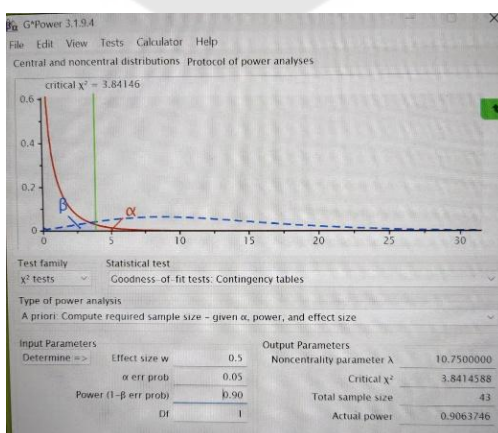 G*Power 3.1.9.4
File Edit View Tests Calculator Help
Central and noncentral distributions Protocol of power analyses
critical χ² = 3.84146
0.6
0.4
0.2
0
β
α
0 5 10 15 20 25 30
Test family Statistical test
χ² tests Goodness-of-fit tests: Contingency tables
Type of power analysis
A priori: Compute required sample size – given α, power, and effect size
Input Parameters Output Parameters
Determine => Effect size w 0.5 Noncentrality parameter λ 10.7500000
α err prob 0.05 Critical χ² 3.8414588
Power (1-β err prob) 0.90 Total sample size 43
Df 1 Actual power 0.9063746